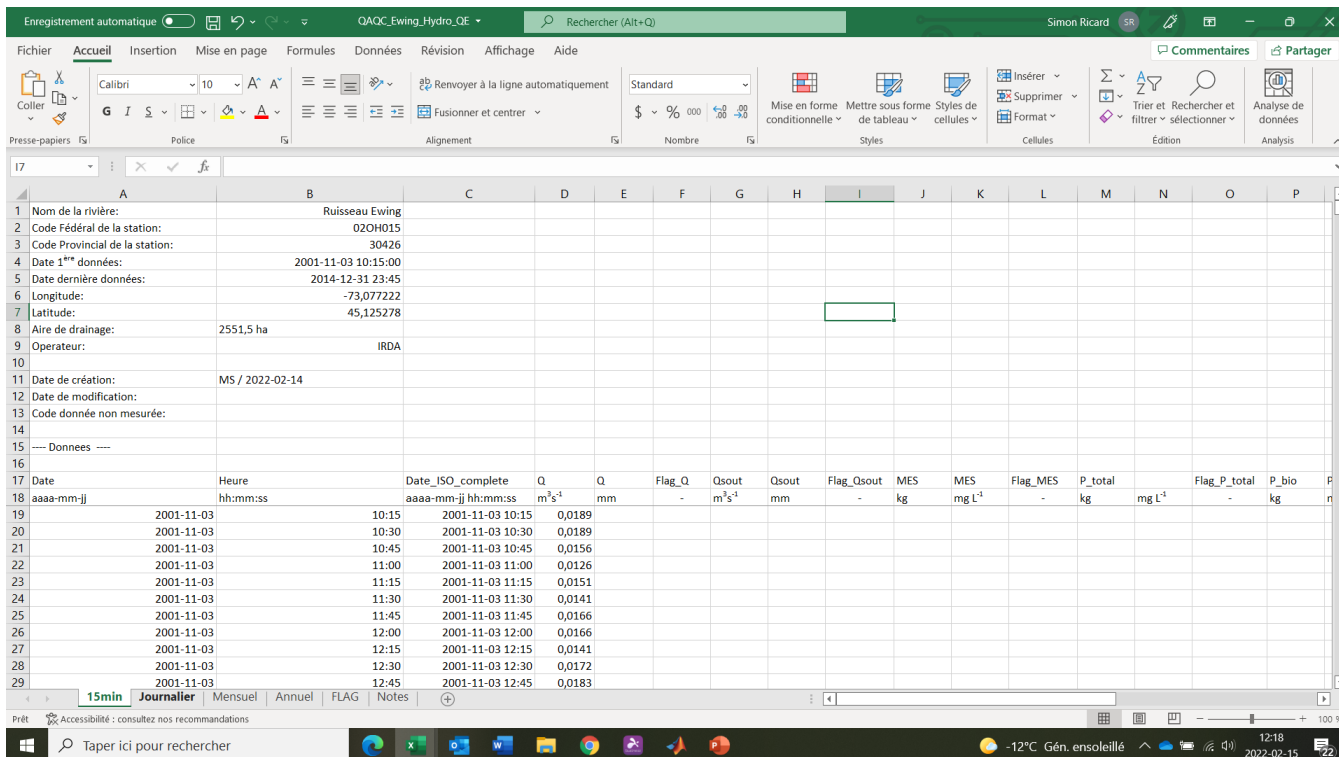 Enregistrement automatique QAQC_Ewing_Hydro_QE Rechercher (Alt+Q) Simon Ricard SR
Fichier Accueil Insertion Mise en page Formules Données Révision Affichage Aide Commentaires Partager
Coller Calibri 10 A^ Aˇ Renvoyer à la ligne automatiquement Standard Mise en forme conditionnelle Mettre sous forme de tableau Styles de cellules Insérer Supprimer Format Trier et filtrer Rechercher et sélectionner Analyse de données
G I S A Fusionner et centrer $ % 000
Presse-papiers Police Alignement Nombre Styles Cellules Édition Analysis
I7 fx
A B C D E F G H I J K L M N O P
1 Nom de la rivière: Ruisseau Ewing
2 Code Fédéral de la station: 02OH015
3 Code Provincial de la station: 30426
4 Date 1ère données: 2001-11-03 10:15:00
5 Date dernière données: 2014-12-31 23:45
6 Longitude: -73,077222
7 Latitude: 45,125278
8 Aire de drainage: 2551,5 ha
9 Operateur: IRDA
10
11 Date de création: MS / 2022-02-14
12 Date de modification:
13 Code donnée non mesurée:
14
15 ---- Donnees ----
16
17 Date Heure Date_ISO_complete Q Q Flag_Q Qsout Qsout Flag_Qsout MES MES Flag_MES P_total Flag_P_total P_bio
18 aaaa-mm-jj hh:mm:ss aaaa-mm-jj hh:mm:ss m³s⁻¹ mm - m³s⁻¹ mm - kg mg L⁻¹ - kg mg L⁻¹ - kg
19 2001-11-03 10:15 2001-11-03 10:15 0,0189
20 2001-11-03 10:30 2001-11-03 10:30 0,0189
21 2001-11-03 10:45 2001-11-03 10:45 0,0156
22 2001-11-03 11:00 2001-11-03 11:00 0,0126
23 2001-11-03 11:15 2001-11-03 11:15 0,0151
24 2001-11-03 11:30 2001-11-03 11:30 0,0141
25 2001-11-03 11:45 2001-11-03 11:45 0,0166
26 2001-11-03 12:00 2001-11-03 12:00 0,0166
27 2001-11-03 12:15 2001-11-03 12:15 0,0141
28 2001-11-03 12:30 2001-11-03 12:30 0,0172
29 2001-11-03 12:45 2001-11-03 12:45 0,0183
15min Journalier Mensuel Annuel FLAG Notes
Prêt Accessibilité : consultez nos recommandations 100 %
Taper ici pour rechercher -12°C Gén. ensoleillé 12:18
2022-02-15 22